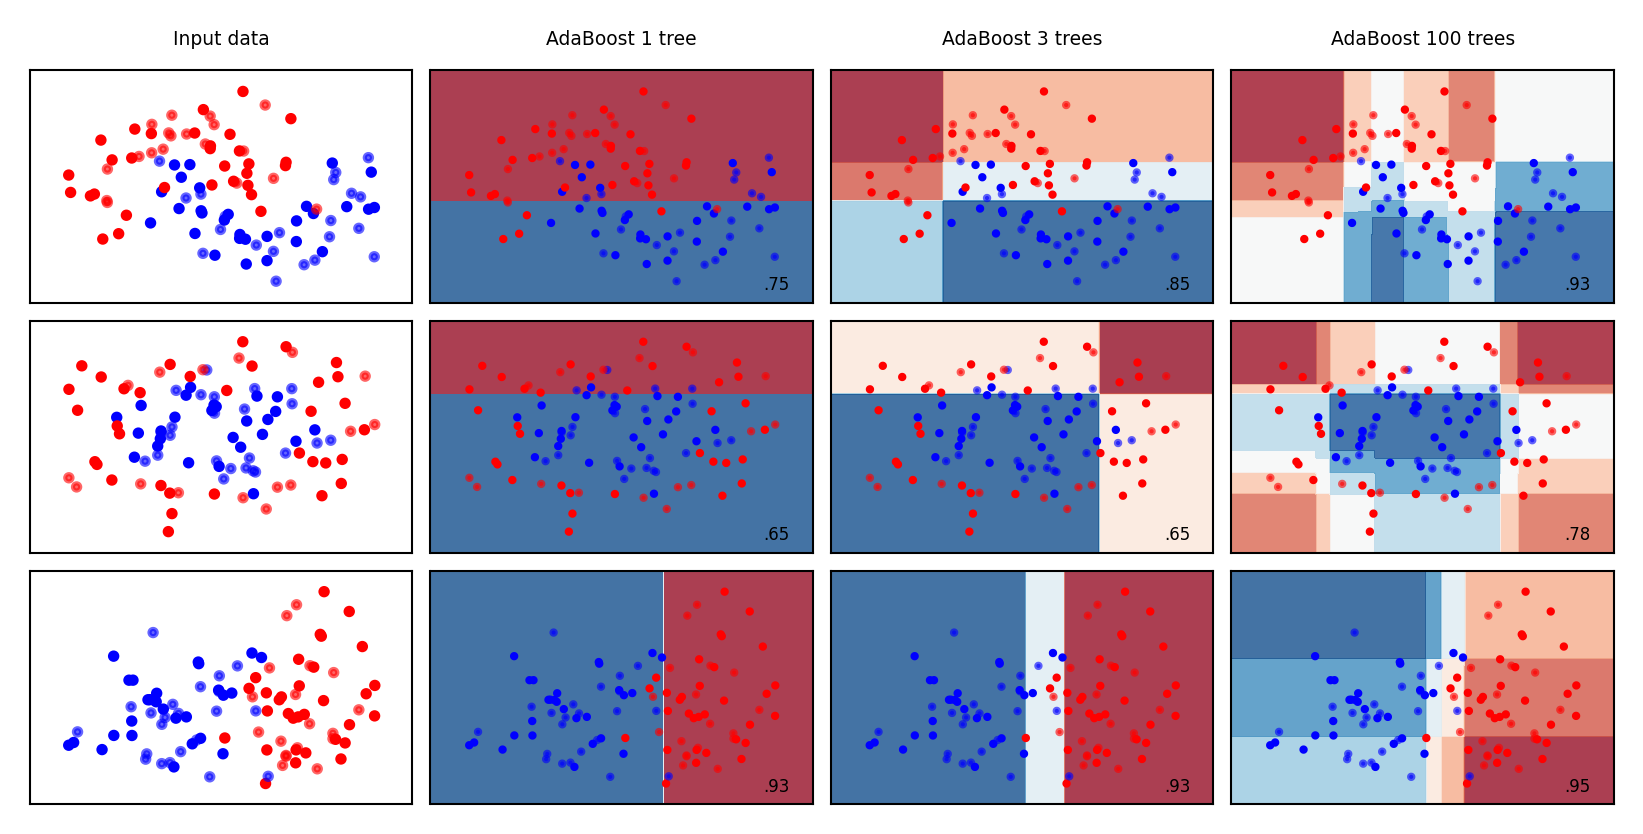 Input data
AdaBoost 1 tree
AdaBoost 3 trees
AdaBoost 100 trees
.75
.85
.93
.65
.65
.78
.93
.93
.95